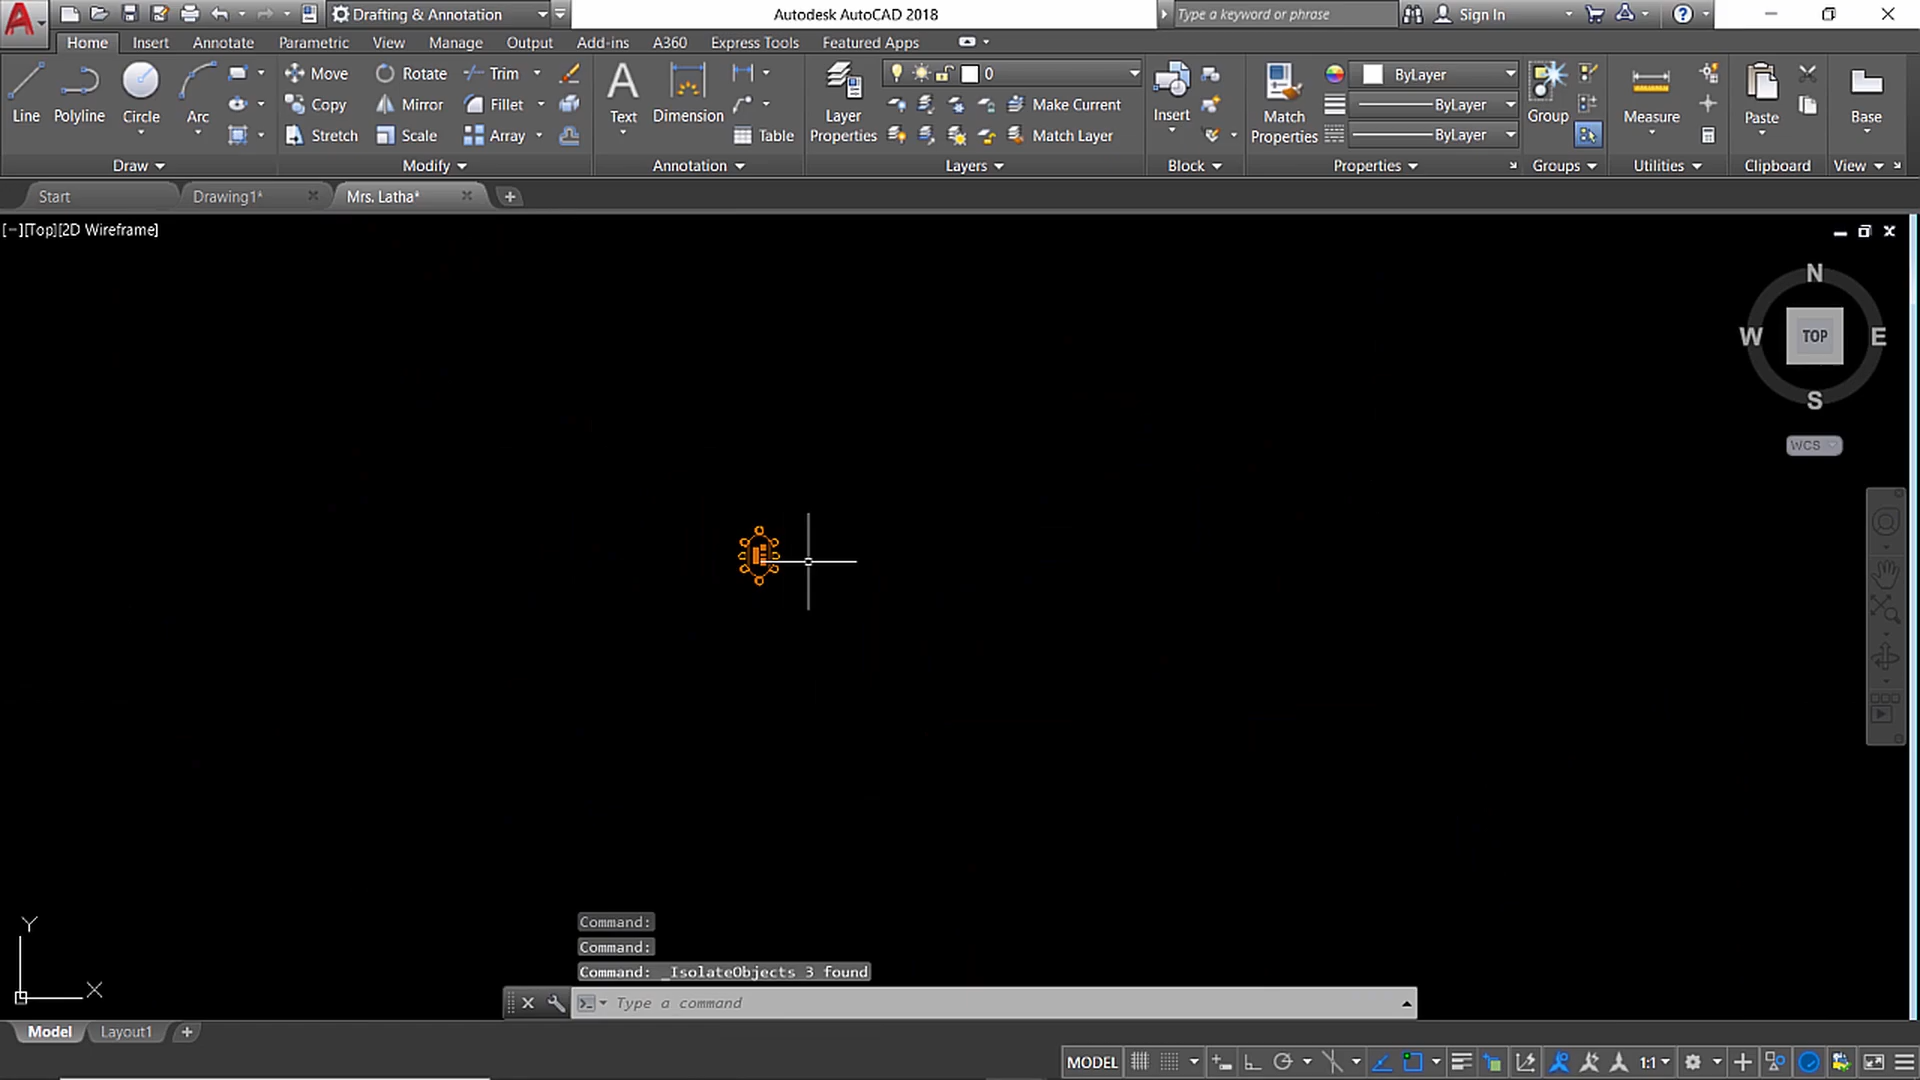 Drafting & Annotation Autodesk AutoCAD 2018 Type a keyword or phrase Sign In
Home Insert Annotate Parametric View Manage Output Add-ins A360 Express Tools Featured Apps
Line Polyline Circle Arc
Move Rotate Trim
Copy Mirror Fillet
Stretch Scale Array
Text Dimension Table
Layer Properties
0
Make Current
Match Layer
Insert
Match Properties
ByLayer
ByLayer
ByLayer
Group Measure Paste Base
Draw Modify Annotation Layers Block Properties Groups Utilities Clipboard View
Start Drawing1* Mrs. Latha*
[−][Top][2D Wireframe]
N
W TOP E
S
WCS
Y
X
Command:
Command:
Command: _IsolateObjects 3 found
Type a command
Model Layout1
MODEL 1:1